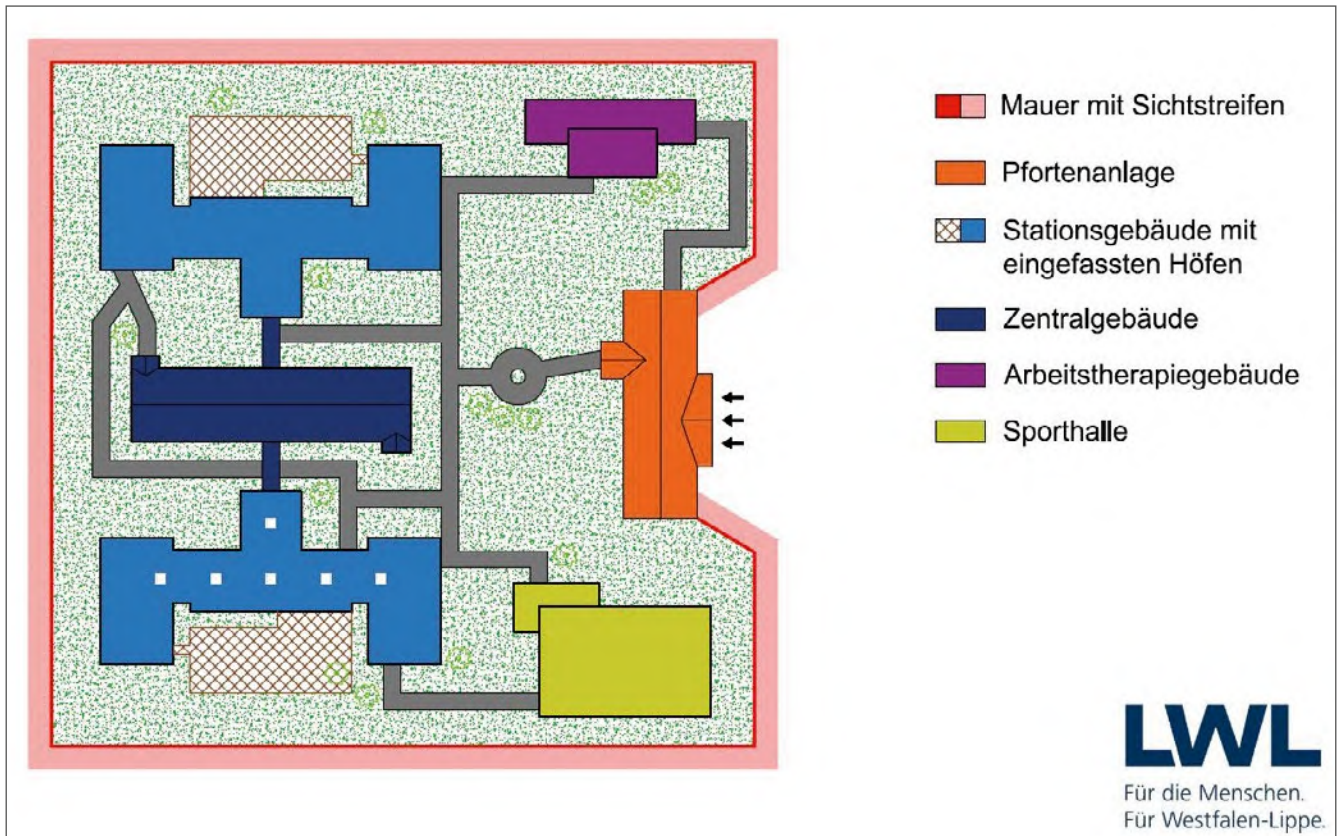 Mauer mit Sichtstreifen
Pfortenanlage
Stationsgebäude mit
eingefassten Höfen
Zentralgebäude
Arbeitstherapiegebäude
Sporthalle
LWL
Für die Menschen.
Für Westfalen-Lippe.